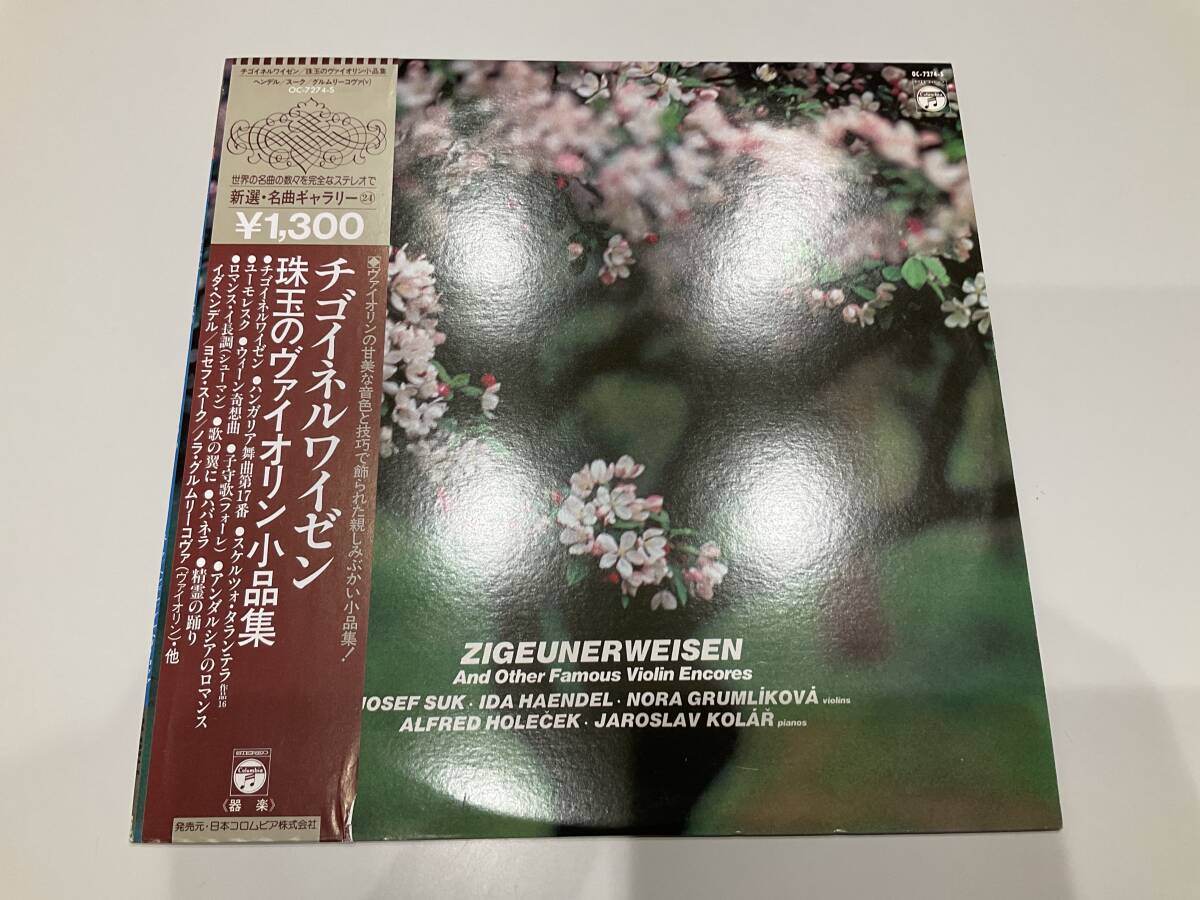 チゴイネルワイゼン/珠玉のヴァイオリン小品集
ヘンデル/スーク/グルムリーコヴァ(v)
OC-7274-S
世界の名曲の数々を完全なステレオで
新選・名曲ギャラリー㉔
¥1,300
◆ヴァイオリンの甘美な音色と技巧で飾られた親しみぶかい小品集!
チゴイネルワイゼン
珠玉のヴァイオリン小品集
●チゴイネルワイゼン ●ハンガリア舞曲第17番 ●スケルツォ・タランテラ 作品16
●ユーモレスク ●ウィーン奇想曲 ●子守歌(フォーレ) ●アンダルシアのロマンス
●ロマンス・イ長調(シューマン) ●歌の翼に ●ハバネラ ●精霊の踊り
イダ・ヘンデル/ヨセフ・スーク/ノラ・グルムリーコヴァ(ヴァイオリン)・他
STEREO
Columbia
《器楽》
発売元・日本コロムビア株式会社
OC-7274-S
Columbia
ZIGEUNERWEISEN
And Other Famous Violin Encores
JOSEF SUK · IDA HAENDEL · NORA GRUMLÍKOVÁ violins
ALFRED HOLEČEK · JAROSLAV KOLÁŘ pianos